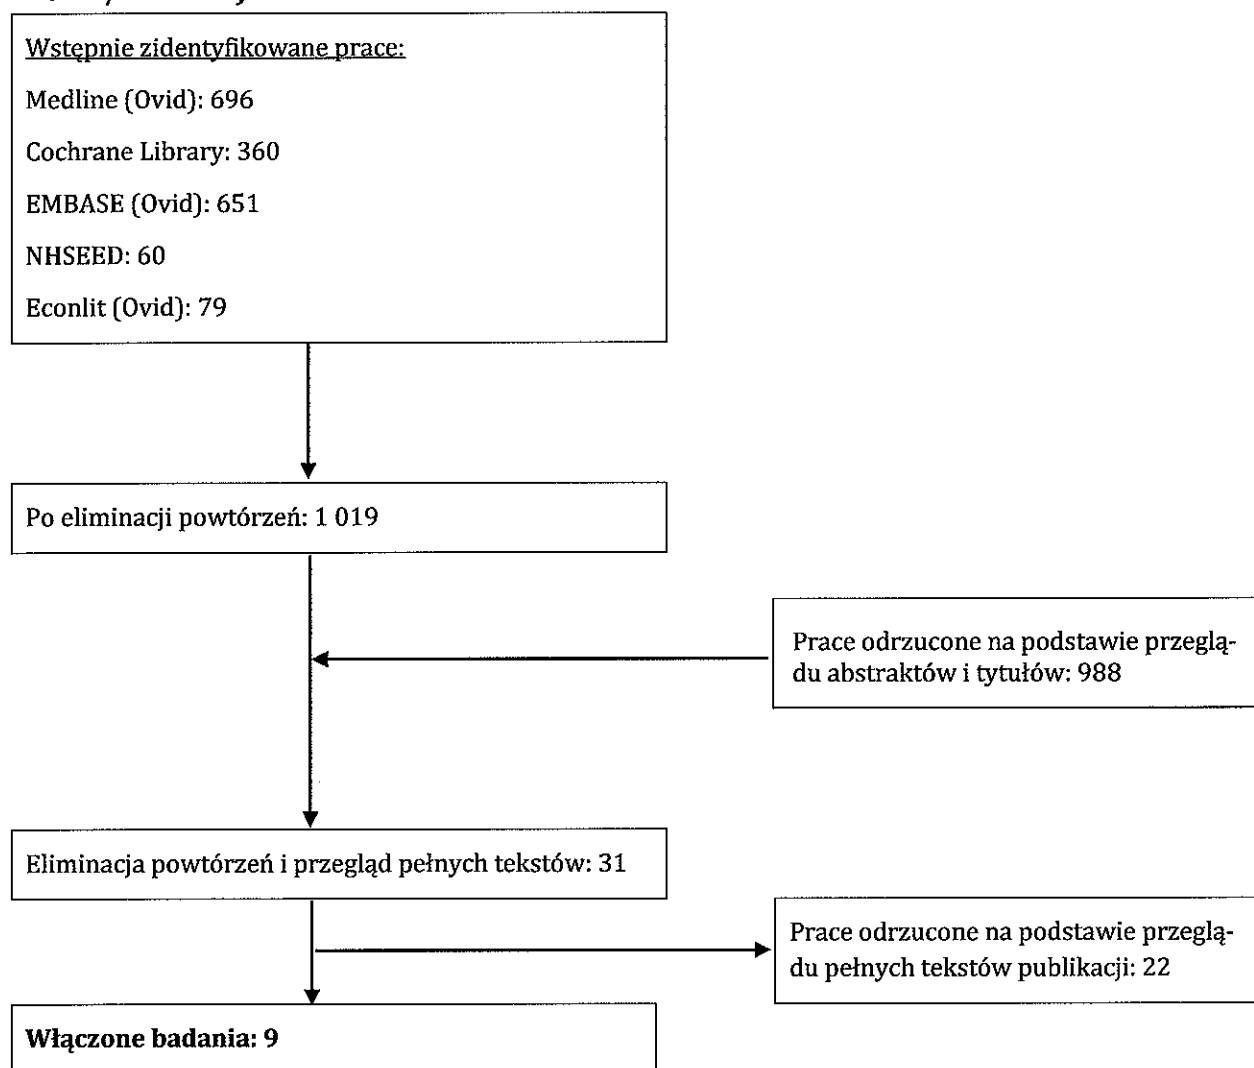 Wstępnie zidentyfikowane prace:
Medline (Ovid): 696
Cochrane Library: 360
EMBASE (Ovid): 651
NHSEED: 60
Econlit (Ovid): 79
Po eliminacji powtórzeń: 1 019
Prace odrzucone na podstawie przeglą-
du abstraktów i tytułów: 988
Eliminacja powtórzeń i przegląd pełnych tekstów: 31
Prace odrzucone na podstawie przeglą-
du pełnych tekstów publikacji: 22
Włączone badania: 9